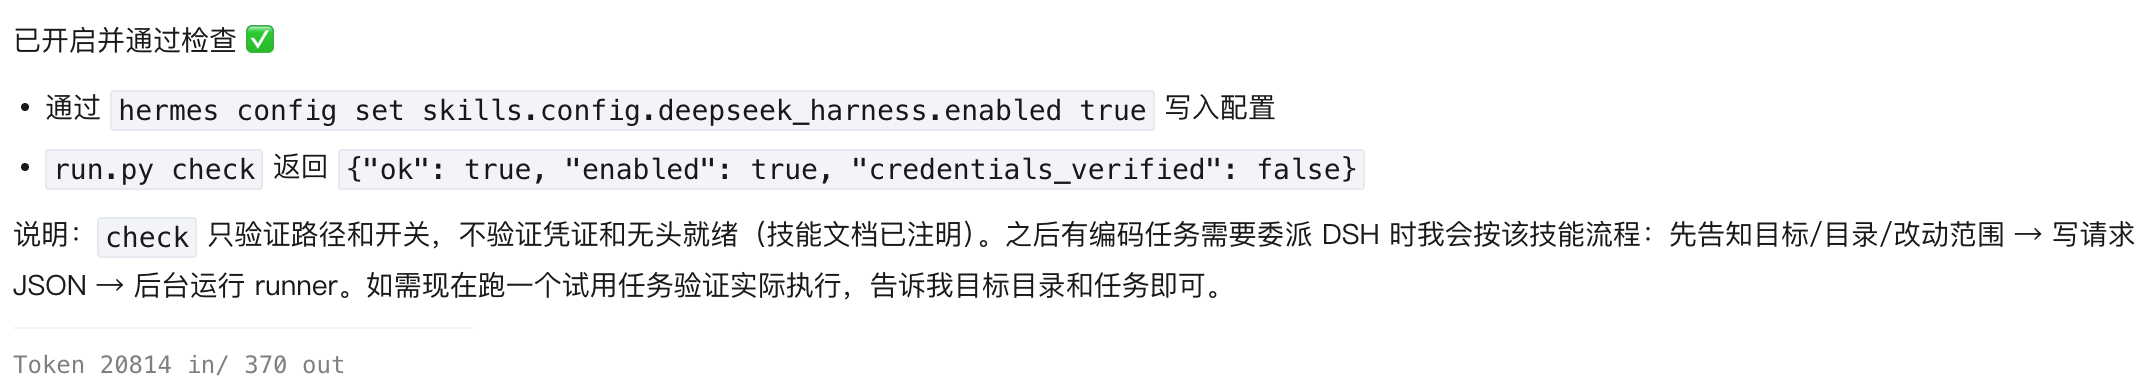 已开启并通过检查 ✅
• 通过 hermes config set skills.config.deepseek_harness.enabled true 写入配置
• run.py check 返回 {"ok": true, "enabled": true, "credentials_verified": false}
说明：check 只验证路径和开关，不验证凭证和无头就绪（技能文档已注明）。之后有编码任务需要委派 DSH 时我会按该技能流程：先告知目标/目录/改动范围 → 写请求
JSON → 后台运行 runner。如需现在跑一个试用任务验证实际执行，告诉我目标目录和任务即可。
Token 20814 in/ 370 out